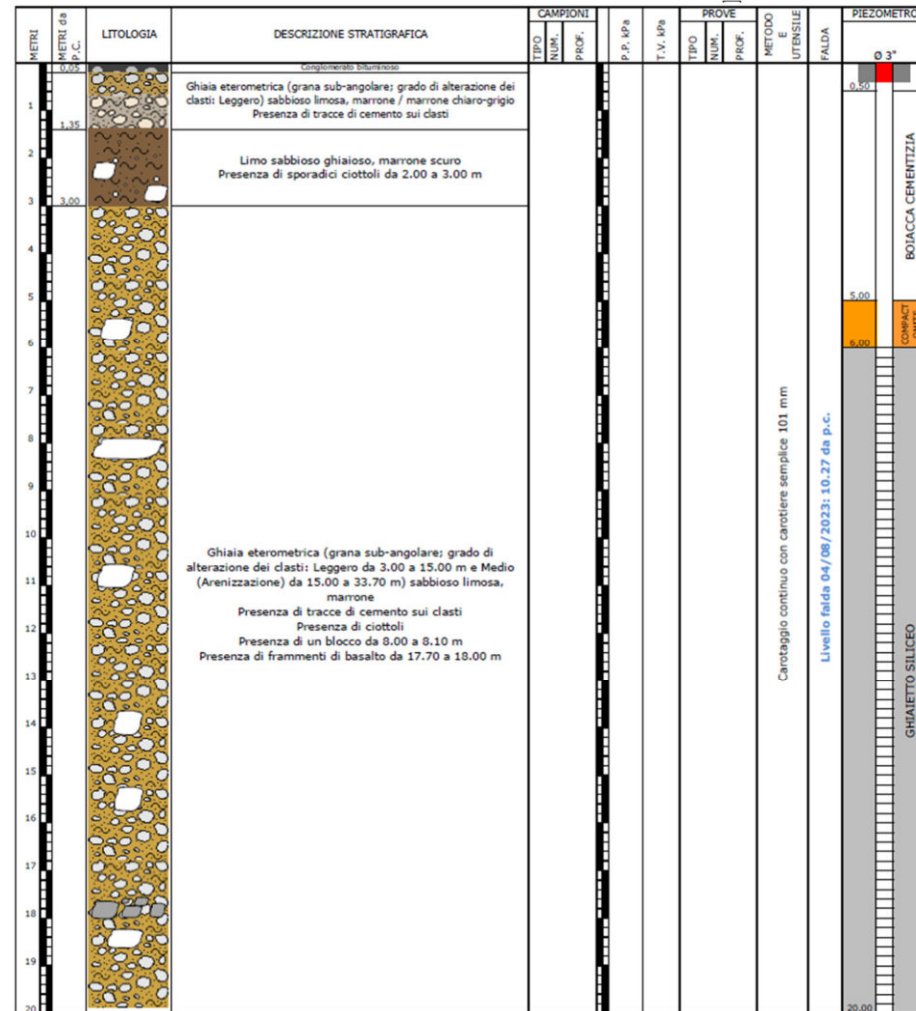 METRI
METRI da P.C.
LITOLOGIA
DESCRIZIONE STRATIGRAFICA
CAMPIONI
TIPO
NUM.
PROF.
P.P. kPa
T.V. kPa
PROVE
TIPO
NUM.
PROF.
METODO
E
UTENSILE
FALDA
PIEZOMETRO
Ø 3"
0,05
Conglomerato bituminoso
0,50
Ghiaia eterometrica (grana sub-angolare; grado di alterazione dei
clasti: Leggero) sabbioso limosa, marrone / marrone chiaro-grigio
Presenza di tracce di cemento sui clasti
1
1,35
2
Limo sabbioso ghiaioso, marrone scuro
Presenza di sporadici ciottoli da 2.00 a 3.00 m
3
3,00
BOIACCA CEMENTIZIA
4
5
5,00
COMPACT
6
6,00
7
8
9
10
Ghiaia eterometrica (grana sub-angolare; grado di
alterazione dei clasti: Leggero da 3.00 a 15.00 m e Medio
(Arenizzazione) da 15.00 a 33.70 m) sabbioso limosa,
marrone
Presenza di tracce di cemento sui clasti
Presenza di ciottoli
Presenza di un blocco da 8.00 a 8.10 m
Presenza di frammenti di basalto da 17.70 a 18.00 m
Carotaggio continuo con carotiere semplice 101 mm
Livello falda 04/08/2023: 10.27 da p.c.
GHIAIETTO SILICEO
11
12
13
14
15
16
17
18
19
20
20,00